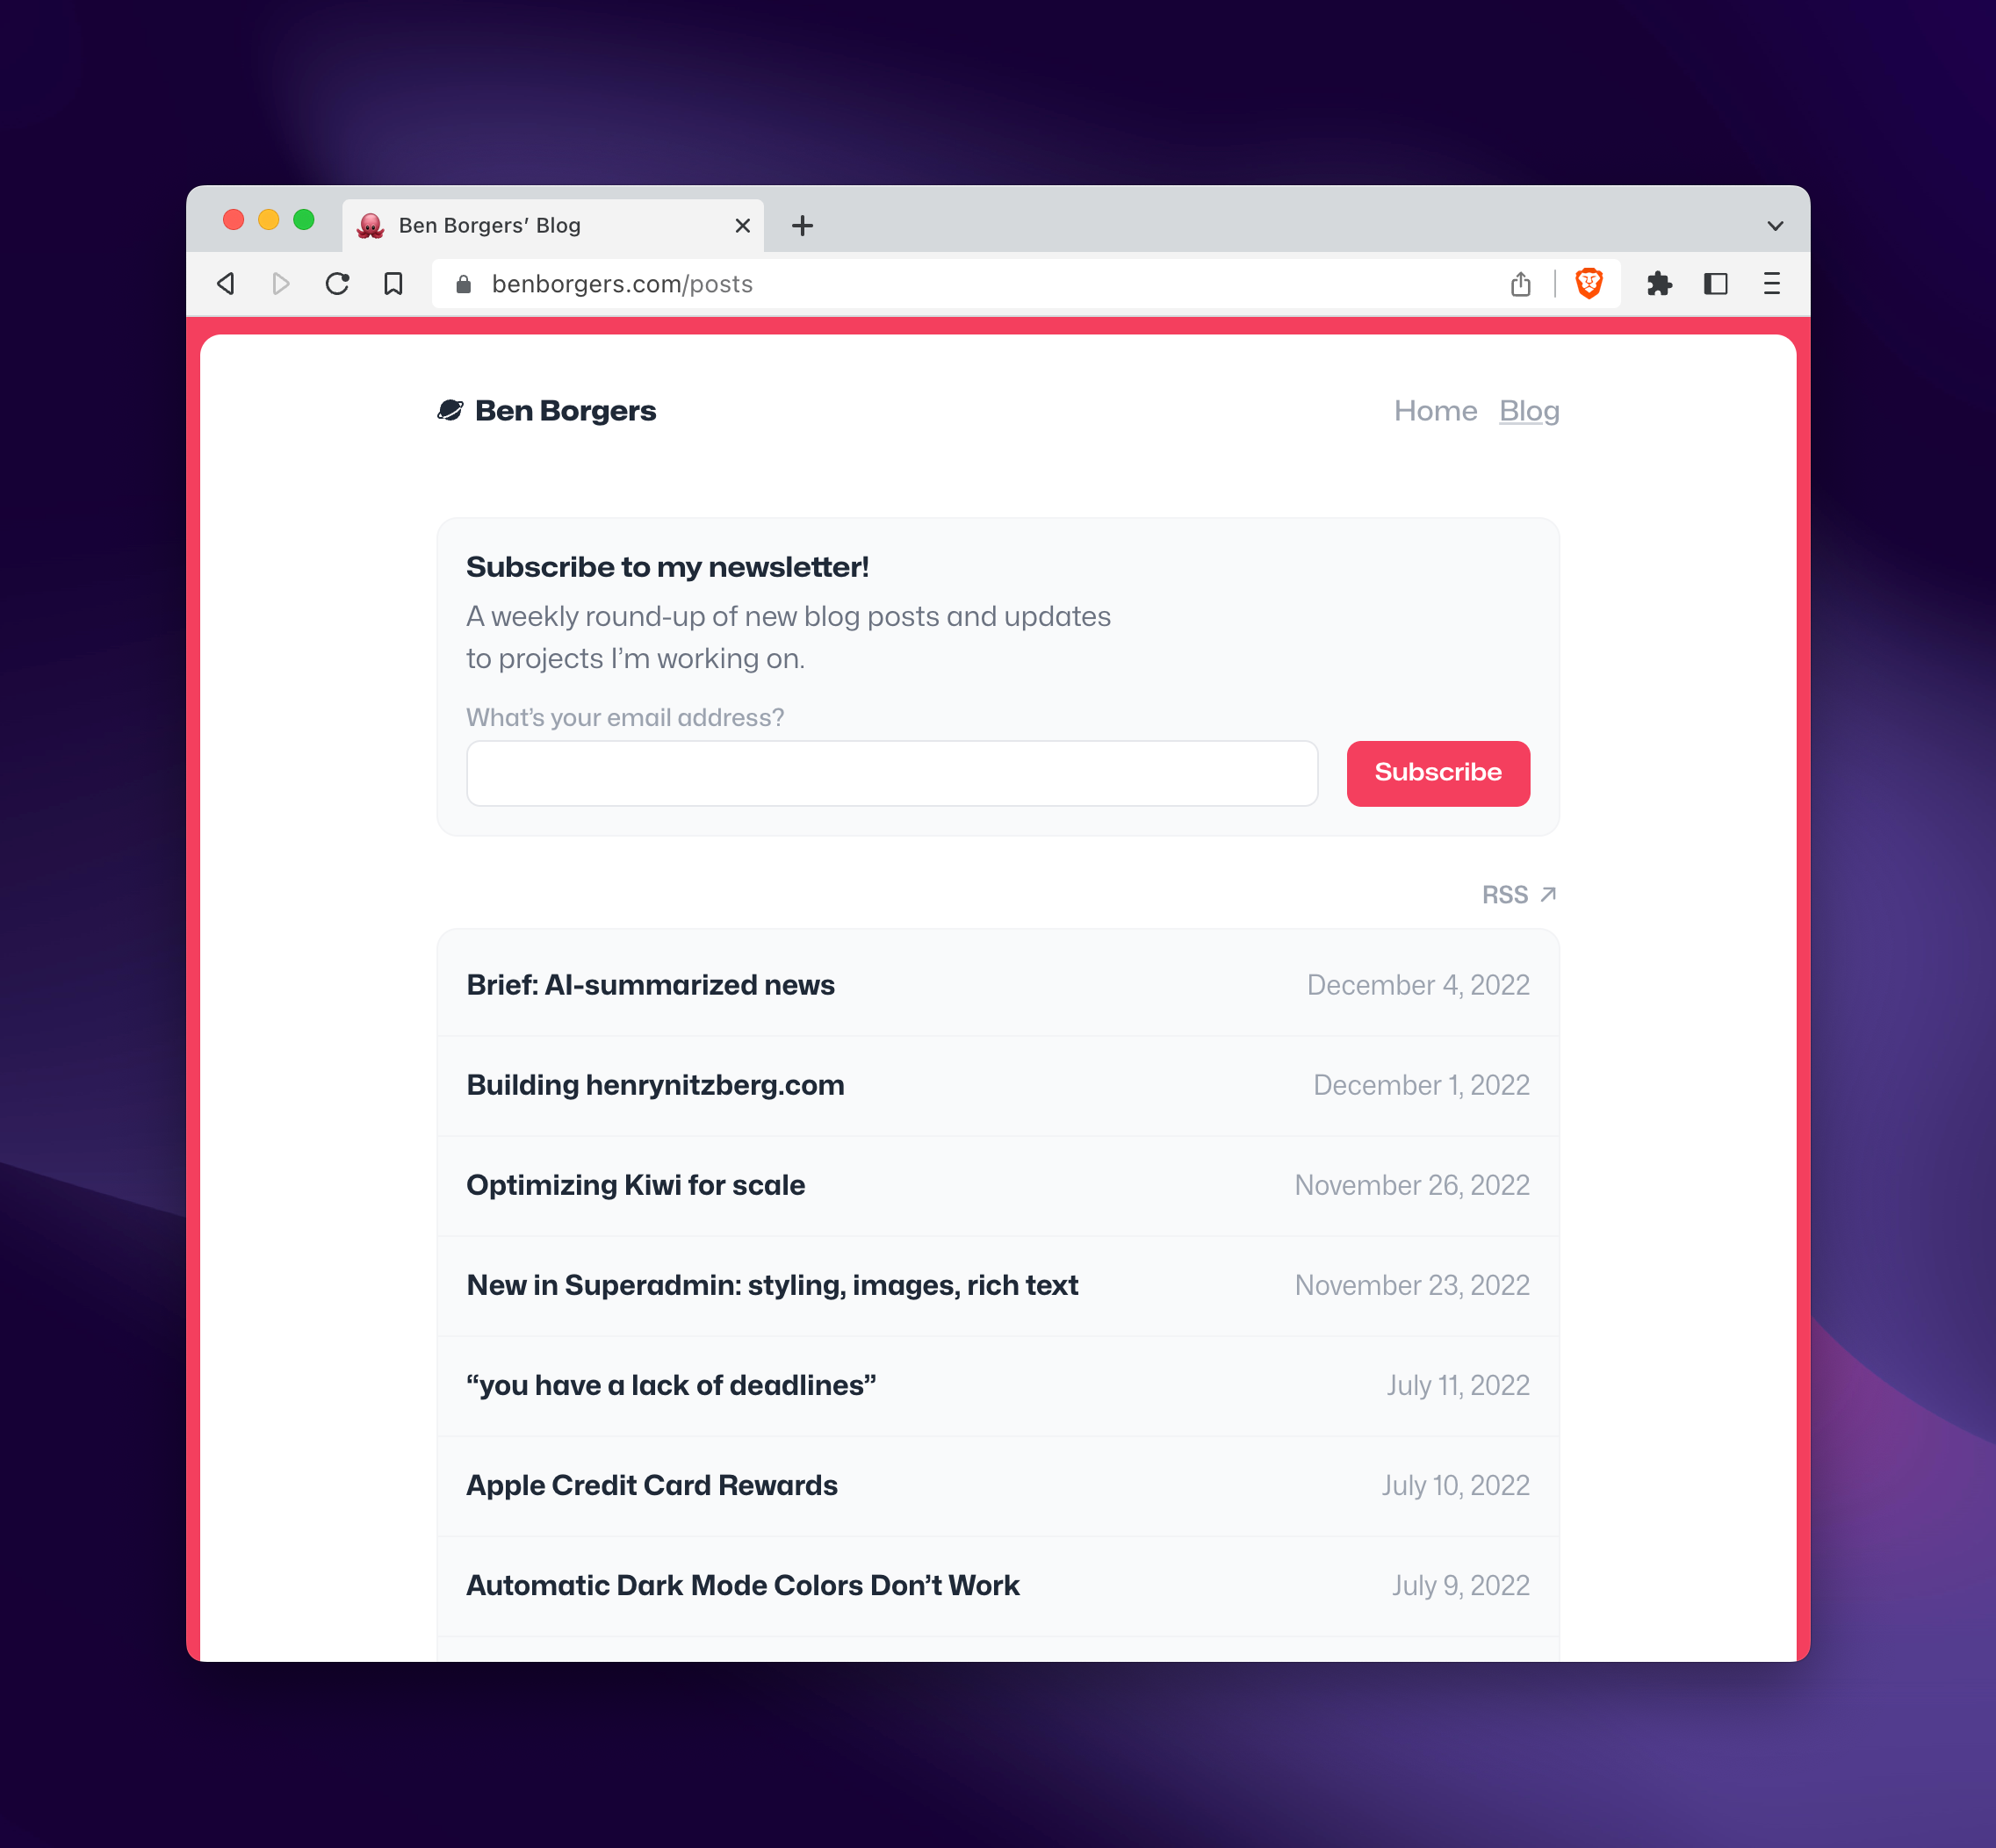 Ben Borgers’ Blog
benborgers.com/posts
Ben Borgers
Home Blog
Subscribe to my newsletter!
A weekly round-up of new blog posts and updates
to projects I’m working on.
What’s your email address?
Subscribe
RSS ↗
Brief: AI-summarized news December 4, 2022
Building henrynitzberg.com December 1, 2022
Optimizing Kiwi for scale November 26, 2022
New in Superadmin: styling, images, rich text November 23, 2022
“you have a lack of deadlines” July 11, 2022
Apple Credit Card Rewards July 10, 2022
Automatic Dark Mode Colors Don’t Work July 9, 2022